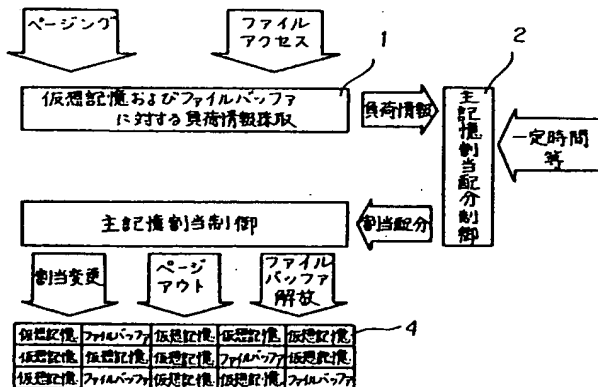 ページング
ファイル
アクセス
1
2
仮想記憶およびファイルバッファ
に対する負荷情報採取
負荷情報
主記憶割当配分制御
一定時間
等
主記憶割当制御
割当配分
割当変更
ページ
アウト
ファイル
バッファ
解放
4
仮想記憶 ファイルバッファ 仮想記憶 仮想記憶 仮想記憶
仮想記憶 仮想記憶 仮想記憶 ファイルバッファ 仮想記憶
仮想記憶 ファイルバッファ 仮想記憶 仮想記憶 ファイルバッファ